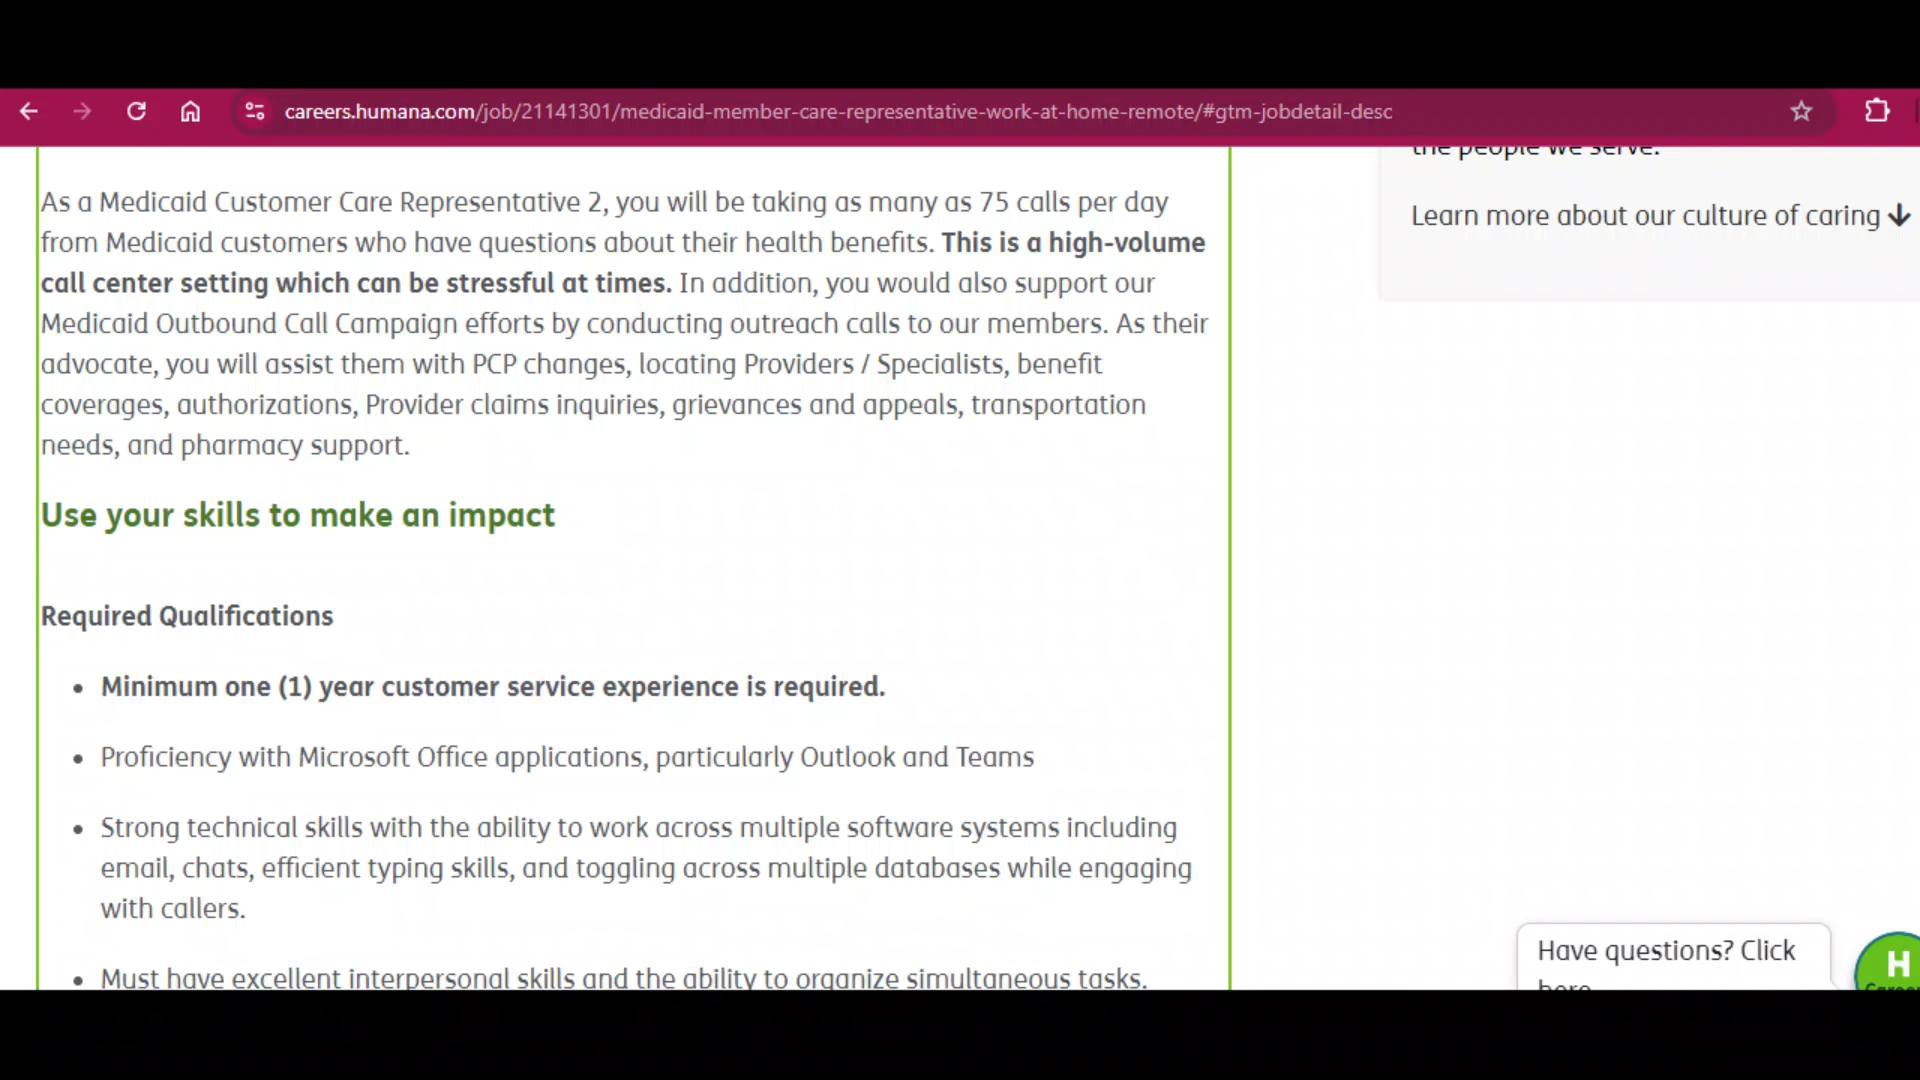 careers.humana.com/job/21141301/medicaid-member-care-representative-work-at-home-remote/#gtm-jobdetail-desc
the people we serve.
Learn more about our culture of caring
As a Medicaid Customer Care Representative 2, you will be taking as many as 75 calls per day
from Medicaid customers who have questions about their health benefits. This is a high-volume
call center setting which can be stressful at times. In addition, you would also support our
Medicaid Outbound Call Campaign efforts by conducting outreach calls to our members. As their
advocate, you will assist them with PCP changes, locating Providers / Specialists, benefit
coverages, authorizations, Provider claims inquiries, grievances and appeals, transportation
needs, and pharmacy support.
Use your skills to make an impact
Required Qualifications
• Minimum one (1) year customer service experience is required.
• Proficiency with Microsoft Office applications, particularly Outlook and Teams
• Strong technical skills with the ability to work across multiple software systems including
email, chats, efficient typing skills, and toggling across multiple databases while engaging
with callers.
• Must have excellent interpersonal skills and the ability to organize simultaneous tasks.
Have questions? Click
here
H